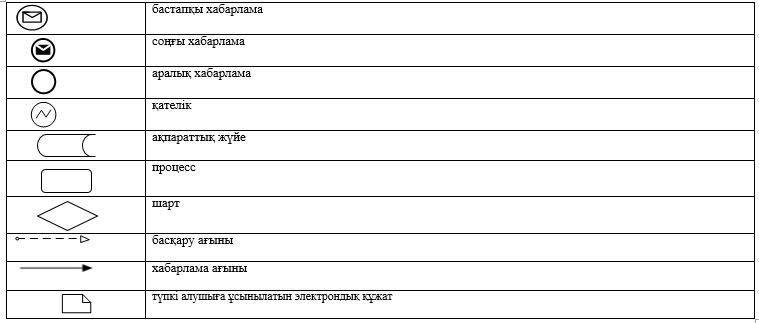 бастапқы хабарлама
соңғы хабарлама
аралық хабарлама
қателік
ақпараттық жүйе
процесс
шарт
басқару ағыны
хабарлама ағыны
түпкі алушыға ұсынылатын электрондық құжат